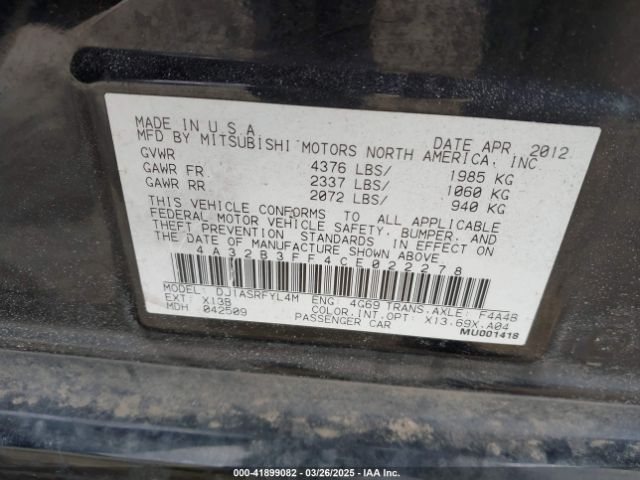 MADE IN U.S.A. DATE APR. 2012
MFD BY MITSUBISHI MOTORS NORTH AMERICA, INC
GVWR 4376 LBS/ 1985 KG
GAWR FR 2337 LBS/ 1060 KG
GAWR RR 2072 LBS/ 940 KG
THIS VEHICLE CONFORMS TO ALL APPLICABLE
FEDERAL MOTOR VEHICLE SAFETY, BUMPER, AND
THEFT PREVENTION STANDARDS IN EFFECT ON
THE DATE OF MANUFACTURE SHOWN ABOVE
4A32B3FF4CE022278
MODEL: DJ1ASRFYL4M ENG: 4G69 TRANS.AXLE: F4A4B
EXT: X13B COLOR.INT.OPT: X13.69X.A04
MDH 042509 PASSENGER CAR
MU001418
000-41899082 — 03/26/2025 — IAA Inc.